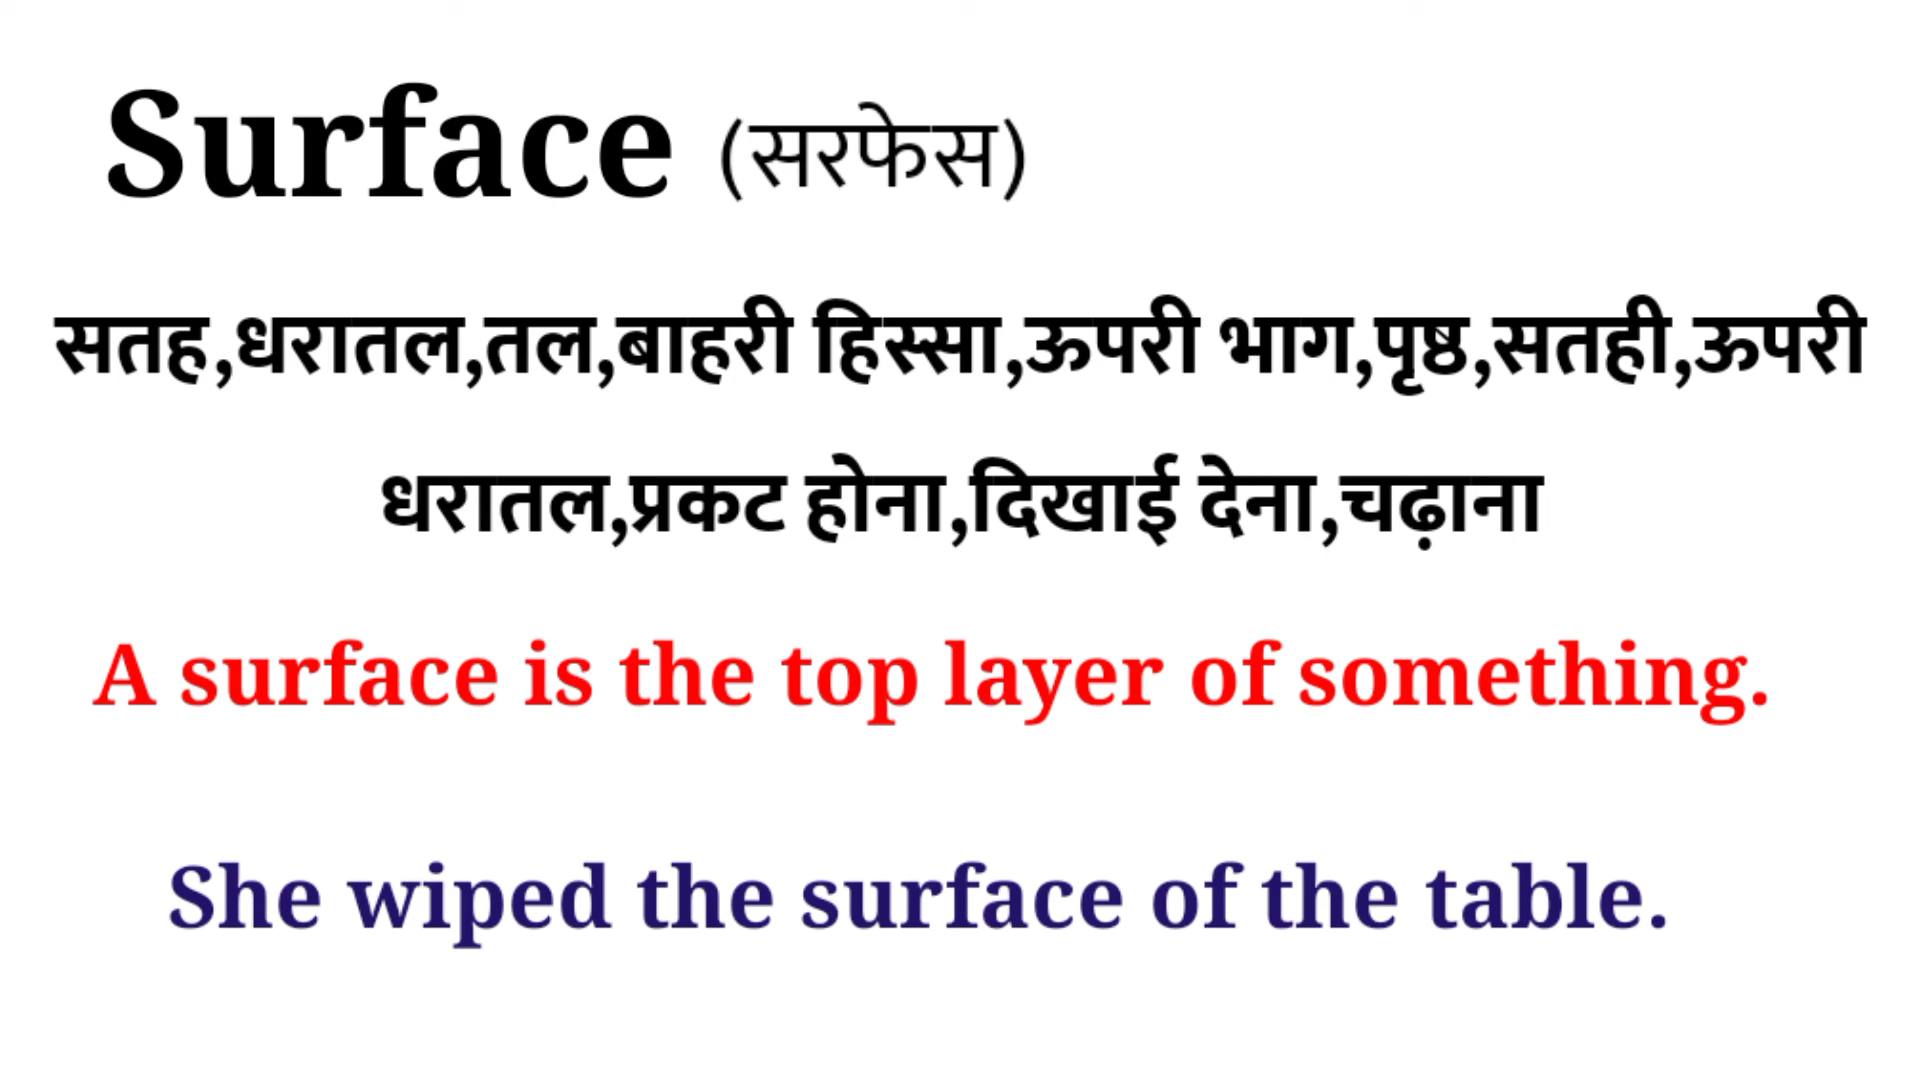 Surface (सरफेस)
सतह,धरातल,तल,बाहरी हिस्सा,ऊपरी भाग,पृष्ठ,सतही,ऊपरी
धरातल,प्रकट होना,दिखाई देना,चढ़ाना
A surface is the top layer of something.
She wiped the surface of the table.